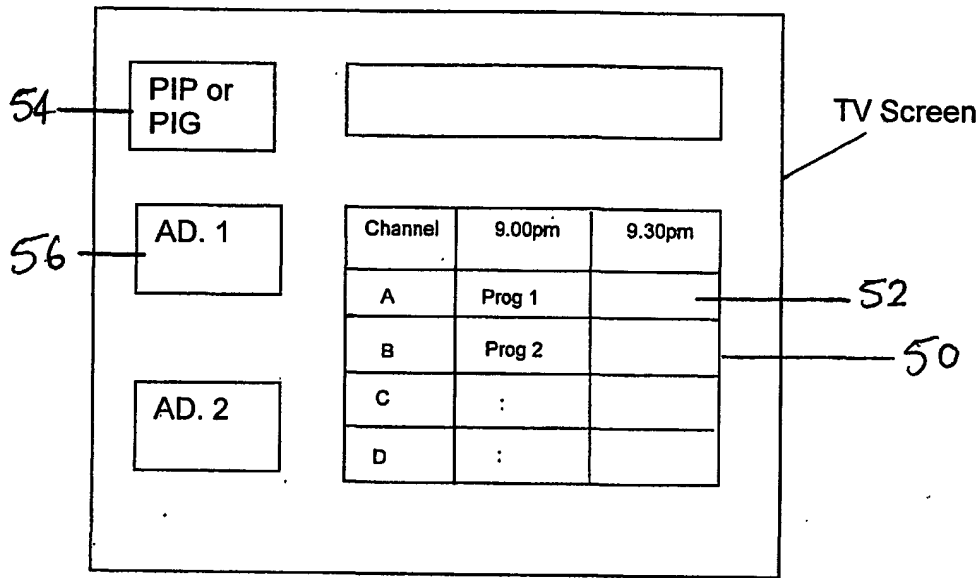 54
PIP or
PIG
TV Screen
56
AD. 1
Channel 9.00pm 9.30pm
A Prog 1
52
B Prog 2
50
AD. 2
C :
D :